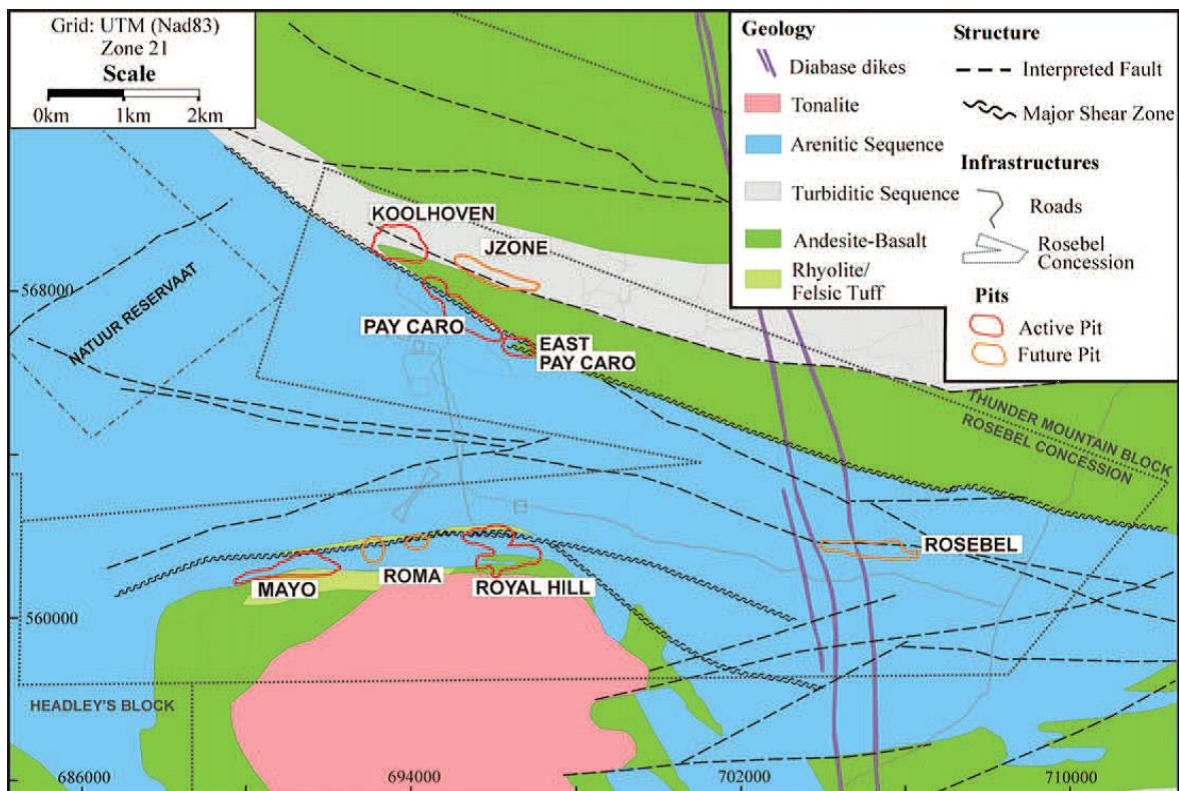 Grid: UTM (Nad83)
Zone 21
Scale
0km 1km 2km
Geology
Diabase dikes
Tonalite
Arenitic Sequence
Turbiditic Sequence
Andesite-Basalt
Rhyolite/
Felsic Tuff
Structure
Interpreted Fault
Major Shear Zone
Infrastructures
Roads
Rosebel
Concession
Pits
Active Pit
Future Pit
KOOLHOVEN
JZONE
568000
NATUUR RESERVAAT
PAY CARO
EAST
PAY CARO
THUNDER MOUNTAIN BLOCK
ROSEBEL CONCESSION
ROSEBEL
MAYO
ROMA
ROYAL HILL
560000
HEADLEY'S BLOCK
686000
694000
702000
710000